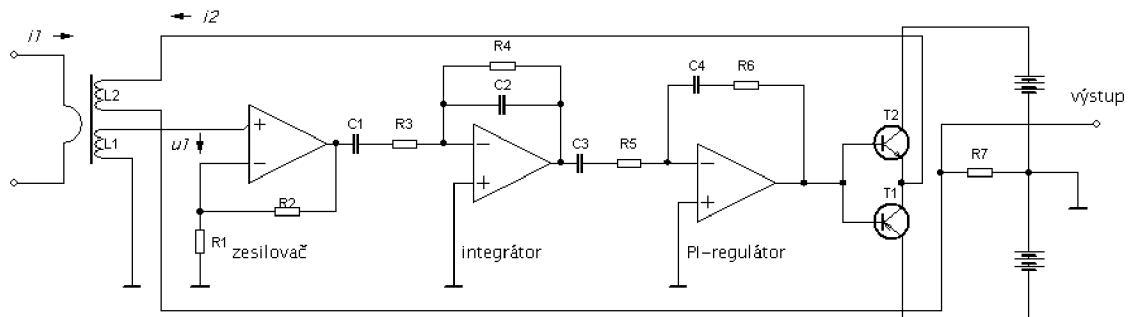 i1
i2
L2
L1
u1
+
−
R1
R2
zesilovač
C1
R3
R4
C2
−
+
integrátor
C3
R5
C4
R6
−
+
PI-regulátor
T2
T1
R7
výstup